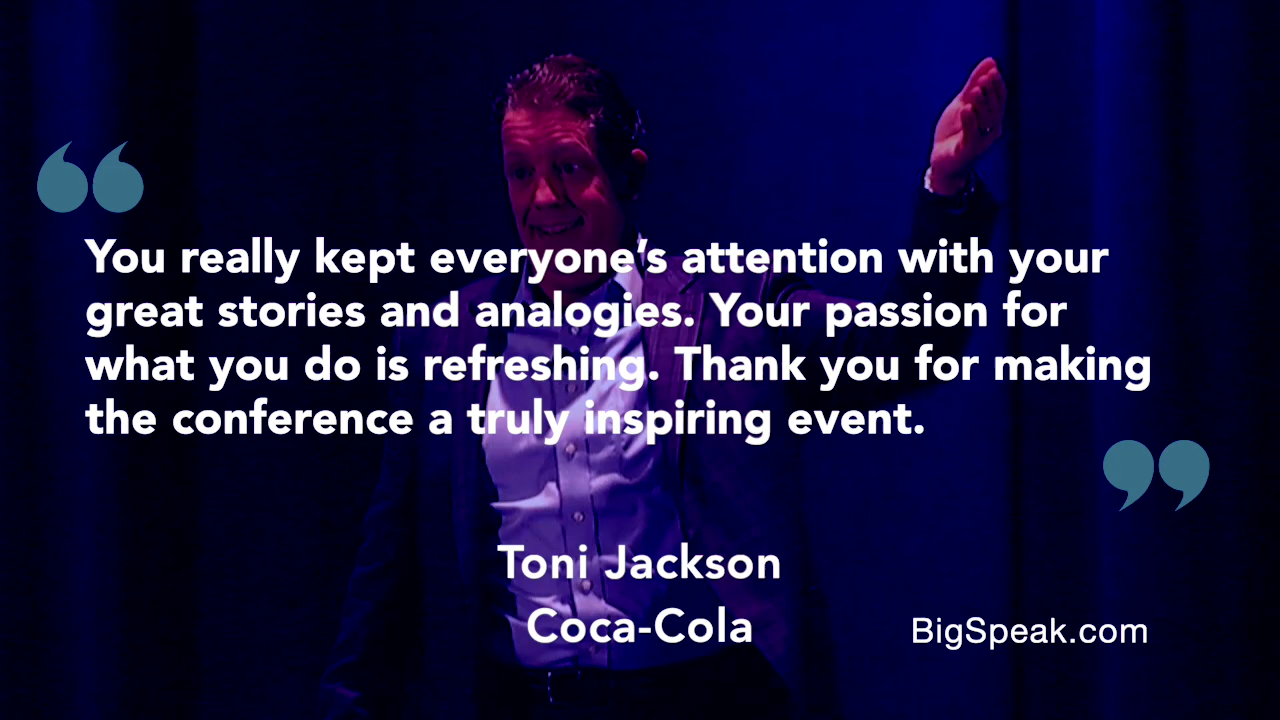 “
You really kept everyone‘s attention with your
great stories and analogies. Your passion for
what you do is refreshing. Thank you for making
the conference a truly inspiring event.
”
Toni Jackson
Coca-Cola
BigSpeak.com